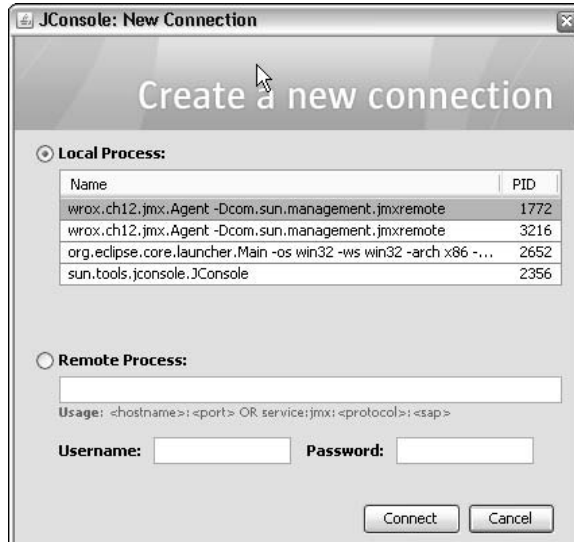 JConsole: New Connection
Create a new connection
Local Process:
Name PID
wrox.ch12.jmx.Agent -Dcom.sun.management.jmxremote 1772
wrox.ch12.jmx.Agent -Dcom.sun.management.jmxremote 3216
org.eclipse.core.launcher.Main -os win32 -ws win32 -arch x86 -... 2652
sun.tools.jconsole.JConsole 2356
Remote Process:
Usage: <hostname>:<port> OR service:jmx:<protocol>:<sap>
Username: Password:
Connect Cancel